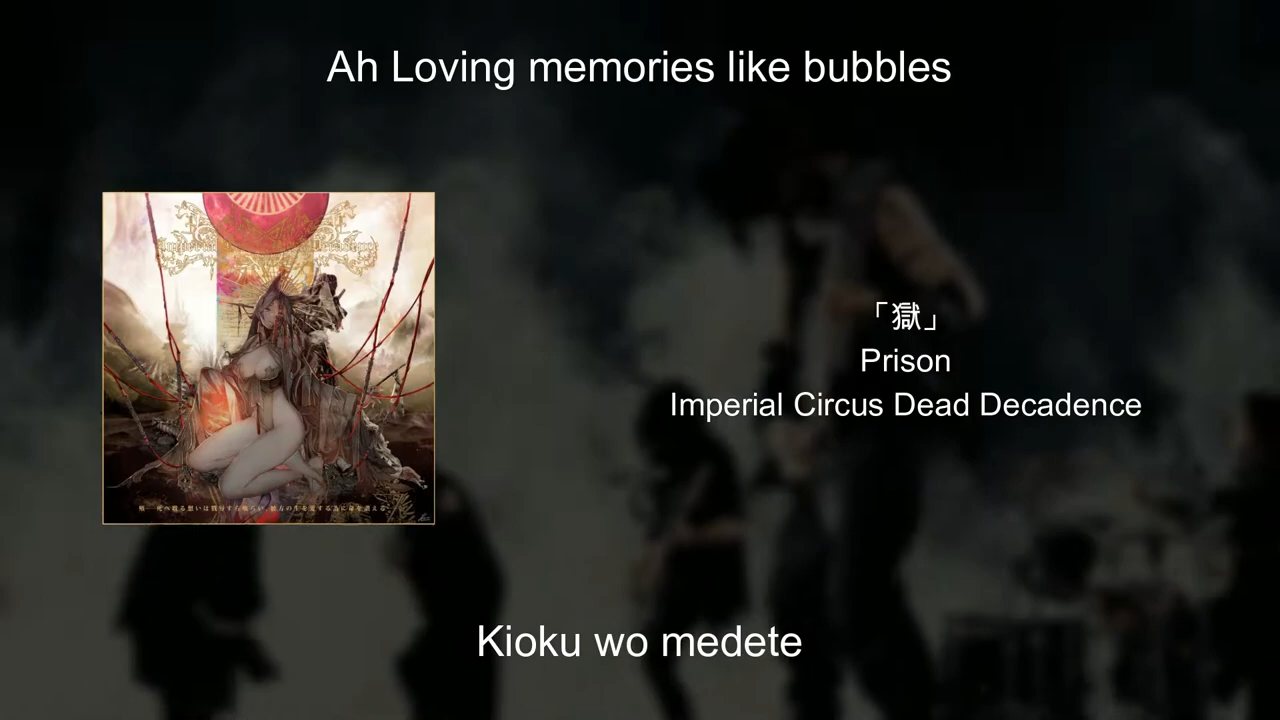 Ah Loving memories like bubbles
「獄」
Prison
Imperial Circus Dead Decadence
Kioku wo medete